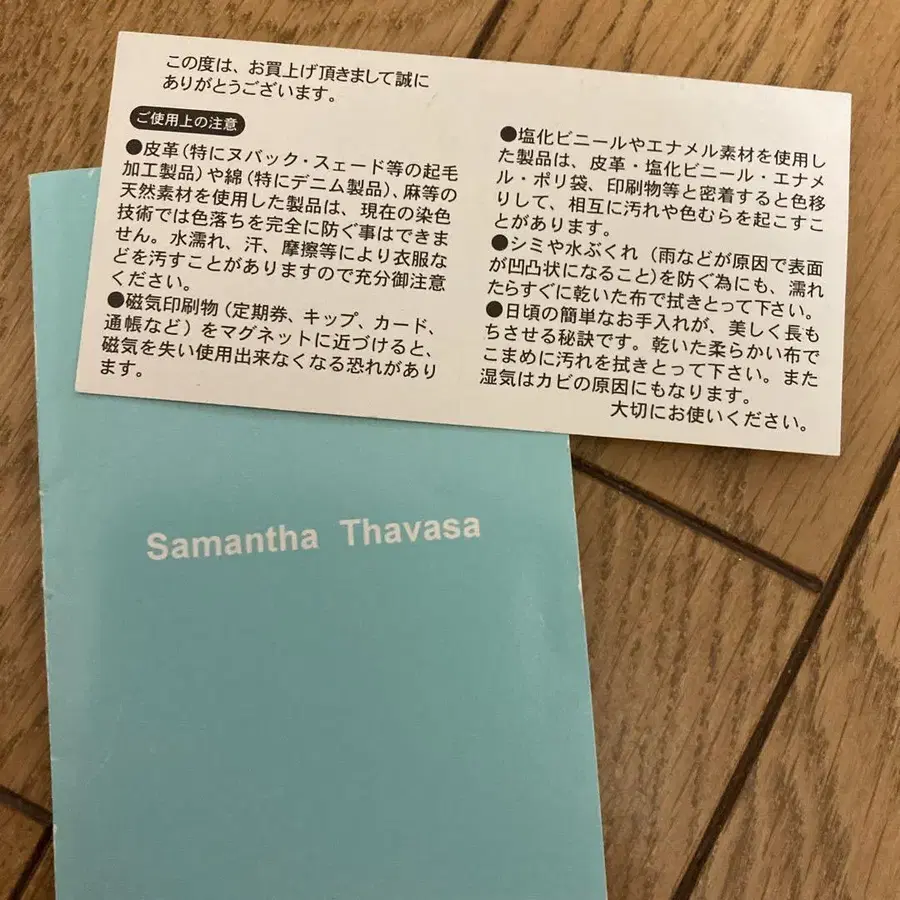 この度は、お買上げ頂きまして誠に
ありがとうございます。
ご使用上の注意
●皮革(特にヌバック・スェード等の起毛
加工製品)や綿(特にデニム製品)、麻等の
天然素材を使用した製品は、現在の染色
技術では色落ちを完全に防ぐ事はできま
せん。水濡れ、汗、摩擦等により衣服な
どを汚すことがありますので充分御注意
ください。
●磁気印刷物(定期券、キップ、カード、
通帳など)をマグネットに近づけると、
磁気を失い使用出来なくなる恐れがあり
ます。
●塩化ビニールやエナメル素材を使用し
た製品は、皮革・塩化ビニール・エナメ
ル・ポリ袋、印刷物等と密着すると色移
りして、相互に汚れや色むらを起こすこ
とがあります。
●シミや水ぶくれ(雨などが原因で表面
が凹凸状になること)を防ぐ為にも、濡れ
たらすぐに乾いた布で拭きとって下さい。
●日頃の簡単なお手入れが、美しく長も
ちさせる秘訣です。乾いた柔らかい布で
こまめに汚れを拭きとって下さい。また
湿気はカビの原因にもなります。
大切にお使いください。
Samantha Thavasa